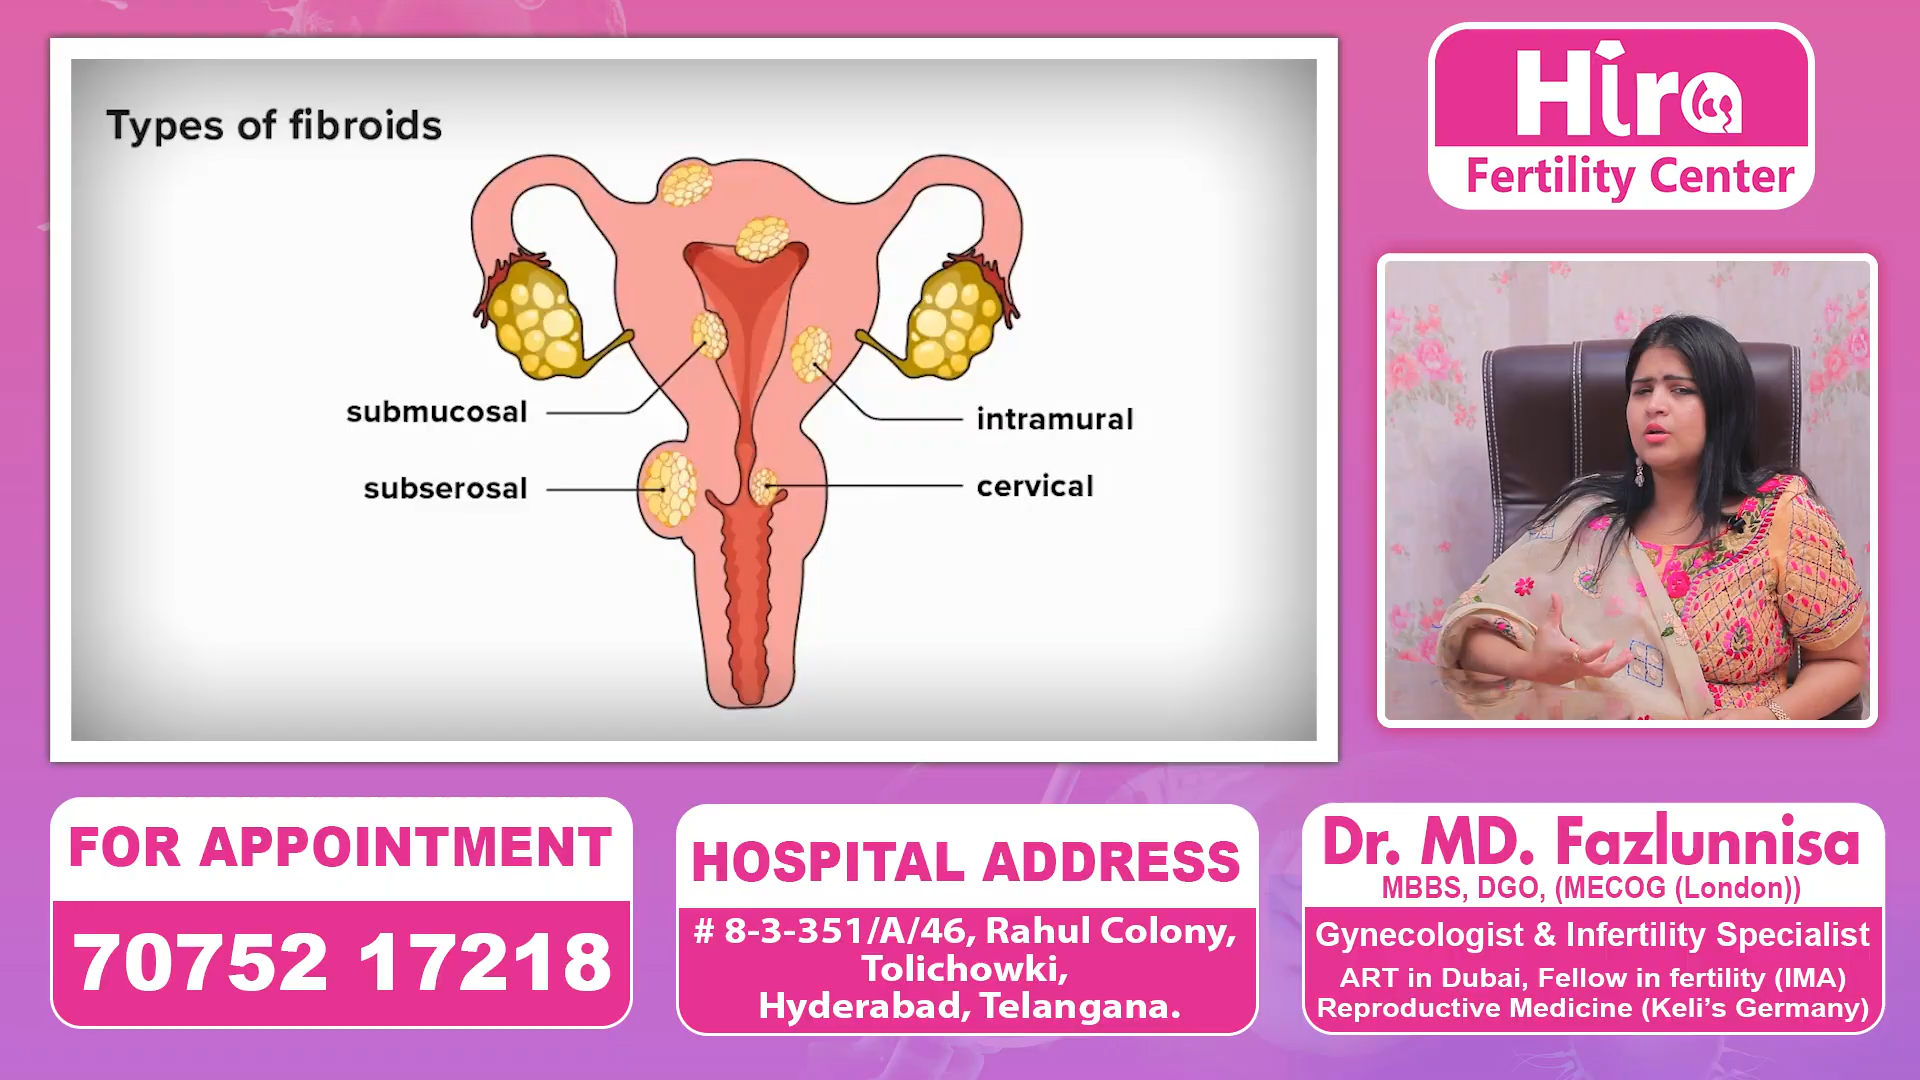 Types of fibroids
submucosal
intramural
subserosal
cervical
Hira
Fertility Center
FOR APPOINTMENT
70752 17218
HOSPITAL ADDRESS
# 8-3-351/A/46, Rahul Colony,
Tolichowki,
Hyderabad, Telangana.
Dr. MD. Fazlunnisa
MBBS, DGO, (MECOG (London))
Gynecologist & Infertility Specialist
ART in Dubai, Fellow in fertility (IMA)
Reproductive Medicine (Keli's Germany)